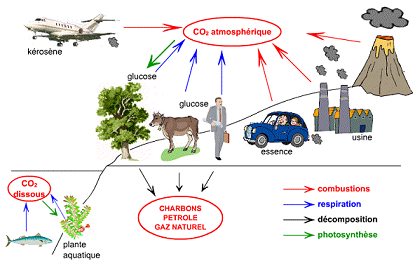 CO₂ atmosphérique
kérosène
glucose
glucose
essence
usine
CO₂
dissous
plante
aquatique
CHARBONS
PETROLE
GAZ NATUREL
combustions
respiration
décomposition
photosynthèse